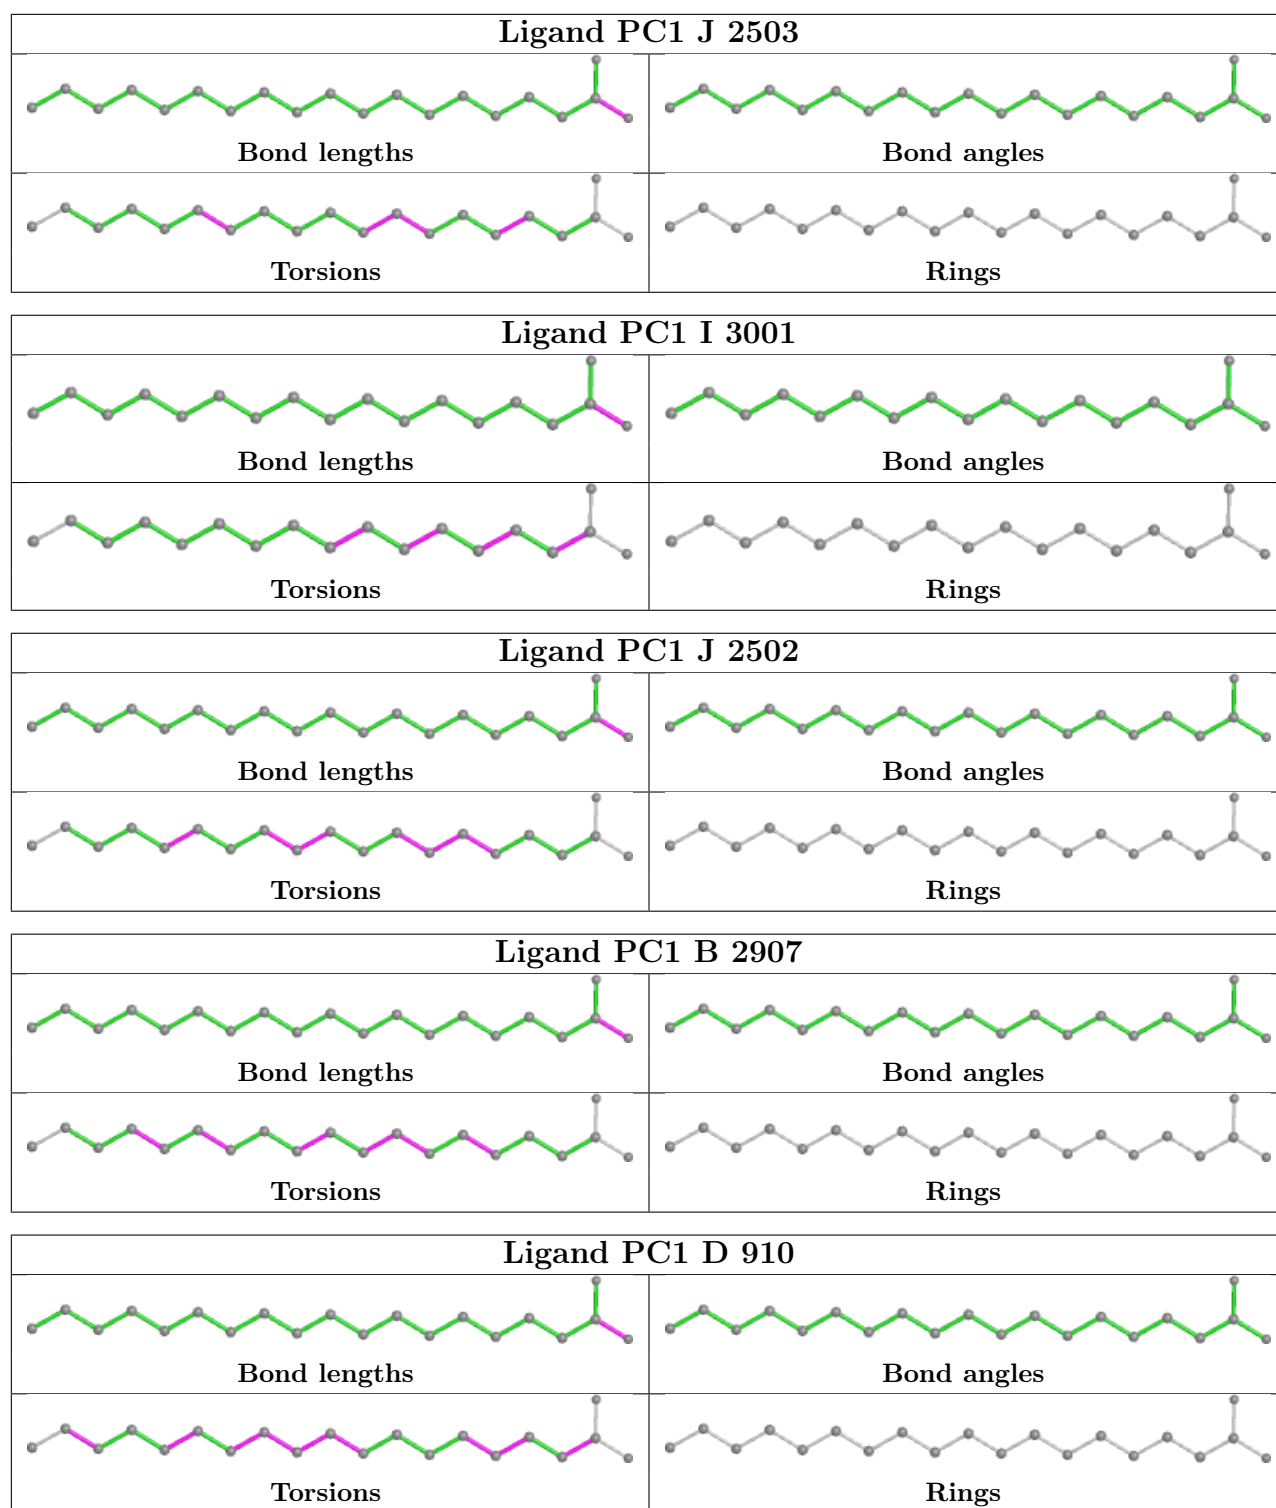 Ligand PC1 J 2503
Bond lengths
Bond angles
Torsions
Rings
Ligand PC1 I 3001
Bond lengths
Bond angles
Torsions
Rings
Ligand PC1 J 2502
Bond lengths
Bond angles
Torsions
Rings
Ligand PC1 B 2907
Bond lengths
Bond angles
Torsions
Rings
Ligand PC1 D 910
Bond lengths
Bond angles
Torsions
Rings